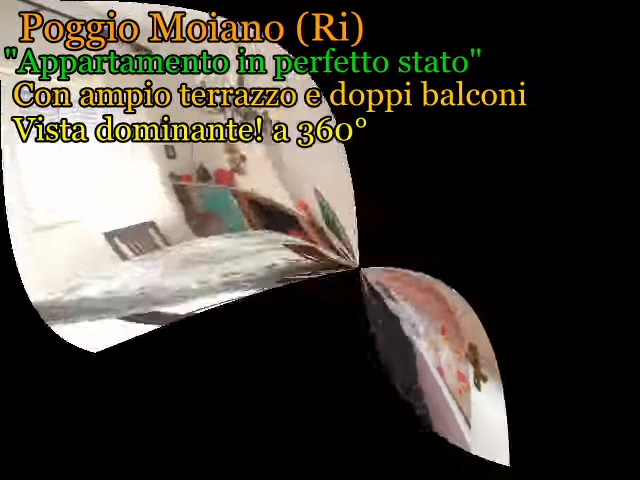 Poggio Moiano (Ri)
"Appartamento in perfetto stato"
Con ampio terrazzo e doppi balconi
Vista dominante! a 360°